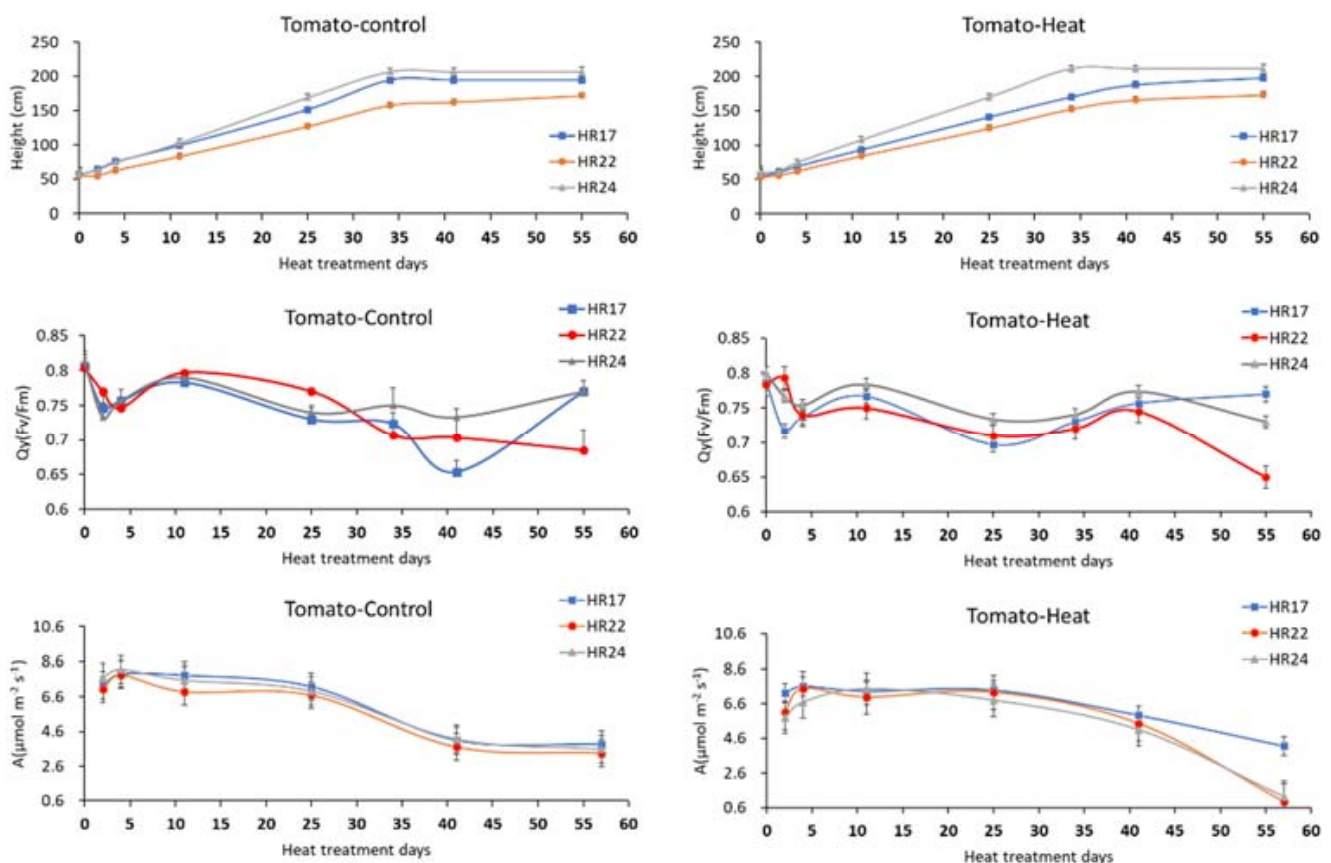 Tomato-control
250
200
150
100
50
0
Height (cm)
HR17
HR22
HR24
0 5 10 15 20 25 30 35 40 45 50 55 60
Heat treatment days
Tomato-Heat
250
200
150
100
50
0
Height (cm)
HR17
HR22
HR24
0 5 10 15 20 25 30 35 40 45 50 55 60
Heat treatment days
Tomato-Control
0.85
0.8
0.75
0.7
0.65
0.6
Qy(Fv/Fm)
HR17
HR22
HR24
0 5 10 15 20 25 30 35 40 45 50 55 60
Heat treatment days
Tomato-Heat
0.85
0.8
0.75
0.7
0.65
0.6
Qy(Fv/Fm)
HR17
HR22
HR24
0 5 10 15 20 25 30 35 40 45 50 55 60
Heat treatment days
Tomato-Control
10.6
8.6
6.6
4.6
2.6
0.6
A(µmol m⁻² s⁻¹)
HR17
HR22
HR24
0 5 10 15 20 25 30 35 40 45 50 55 60
Heat treatment days
Tomato-Heat
10.6
8.6
6.6
4.6
2.6
0.6
A(µmol m⁻² s⁻¹)
HR17
HR22
HR24
0 5 10 15 20 25 30 35 40 45 50 55 60
Heat treatment days